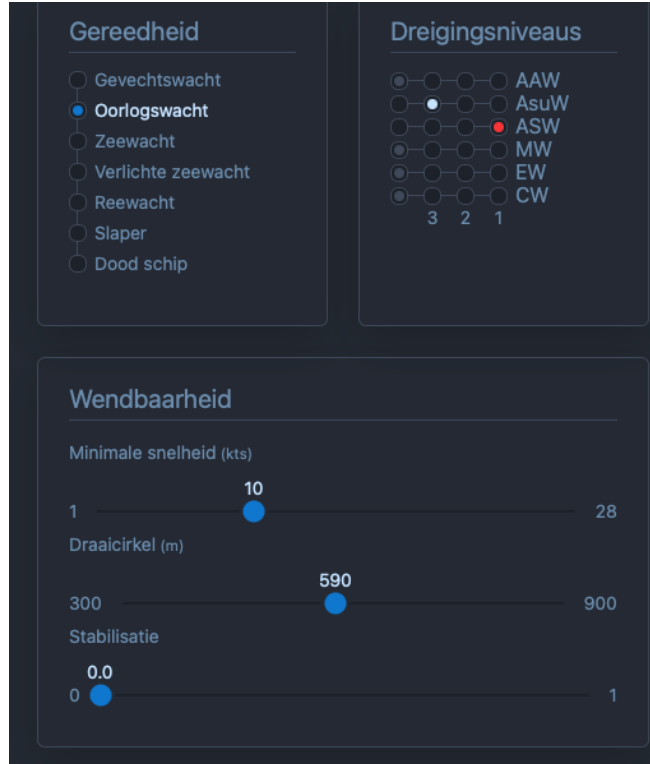 Gereedheid
Gevechtswacht
Oorlogswacht
Zeewacht
Verlichte zeewacht
Reewacht
Slaper
Dood schip
Dreigingsniveaus
AAW
AsuW
ASW
MW
EW
CW
3 2 1
Wendbaarheid
Minimale snelheid (kts)
10
1 28
Draaicirkel (m)
590
300 900
Stabilisatie
0.0
0 1